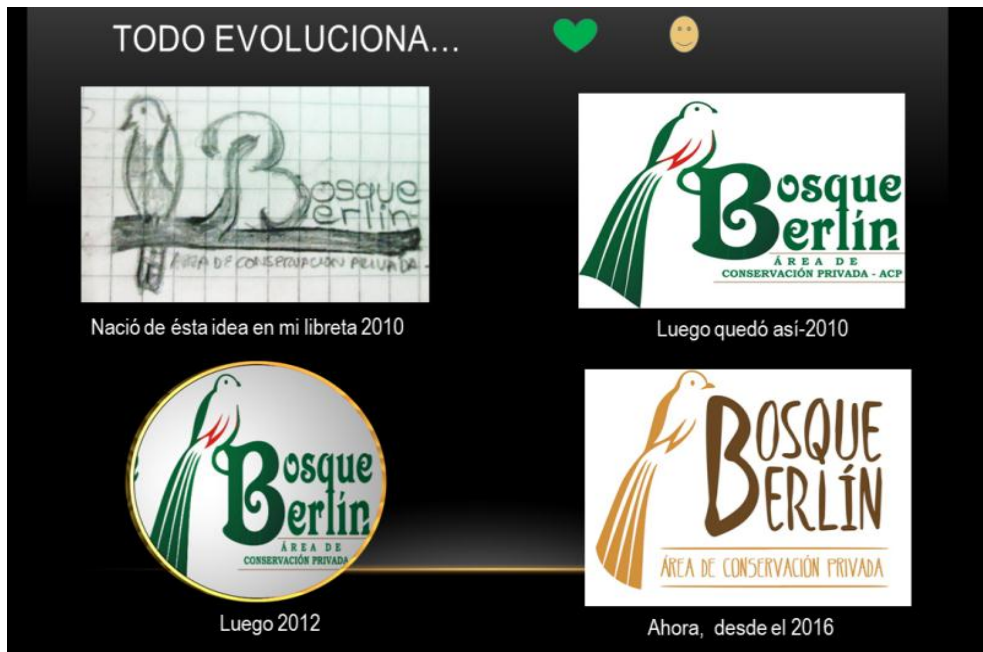 TODO EVOLUCIONA...
Bosque
Berlín
ÁREA DE CONSERVACIÓN PRIVADA-
Nació de ésta idea en mi libreta 2010
Bosque
Berlín
ÁREA DE
CONSERVACIÓN PRIVADA - ACP
Luego quedó así-2010
Bosque
Berlín
ÁREA DE
CONSERVACIÓN PRIVADA
Luego 2012
BOSQUE
BERLÍN
ÁREA DE CONSERVACIÓN PRIVADA
Ahora, desde el 2016